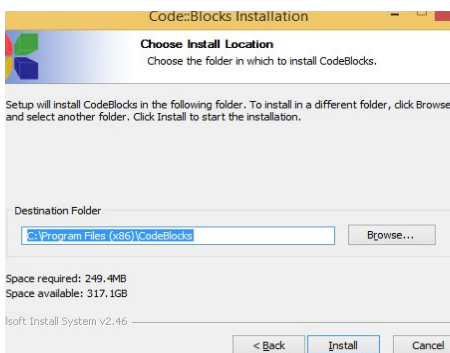 Code::Blocks Installation
Choose Install Location
Choose the folder in which to install CodeBlocks.
Setup will install CodeBlocks in the following folder. To install in a different folder, click Browse
and select another folder. Click Install to start the installation.
Destination Folder
C:\Program Files (x86)\CodeBlocks
Browse...
Space required: 249.4MB
Space available: 317.1GB
lsoft Install System v2.46
< Back Install Cancel